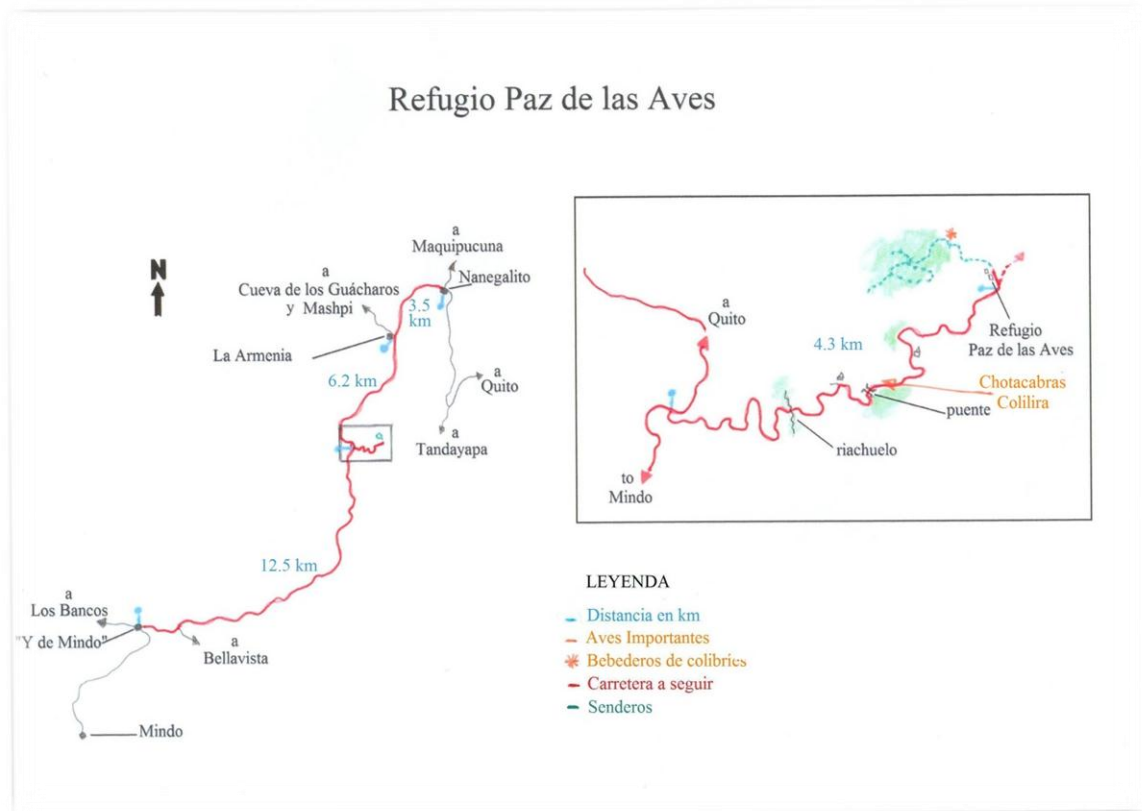 Refugio Paz de las Aves
N
a
Maquipucuna
Nanegalito
a
Cueva de los Guácharos
y Mashpi
3.5
km
La Armenia
6.2 km
a
Quito
a
Tandayapa
12.5 km
a
Los Bancos
"Y de Mindo"
a
Bellavista
Mindo
a
Quito
4.3 km
Refugio
Paz de las Aves
Chotacabras
Colilira
puente
riachuelo
to
Mindo
LEYENDA
Distancia en km
Aves Importantes
Bebederos de colibries
Carretera a seguir
Senderos